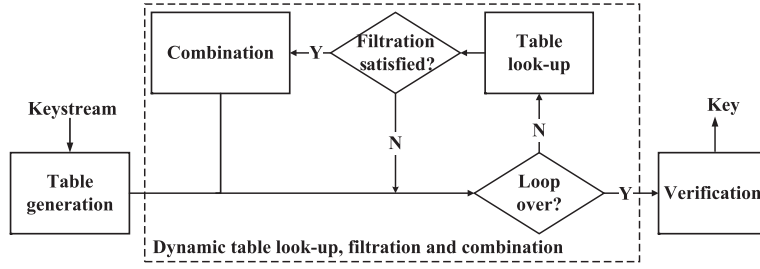 Combination
Y
Filtration
satisfied?
Table
look-up
Keystream
Key
N
N
Table
generation
Loop
over?
Y
Verification
Dynamic table look-up, filtration and combination